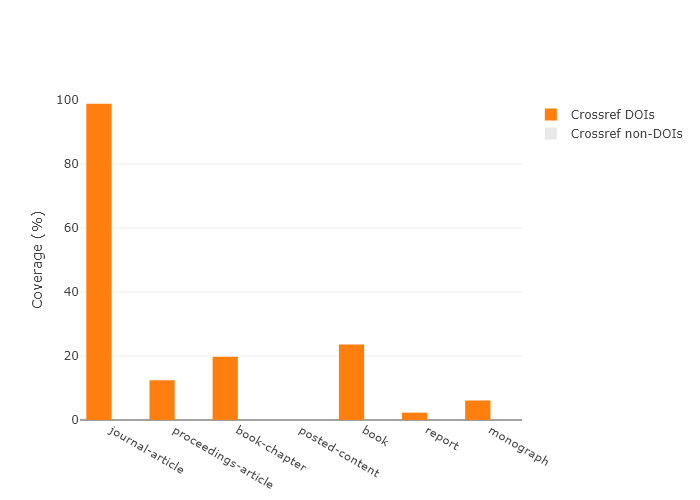 100
80
60
40
20
0
Coverage (%)
journal-article
proceedings-article
book-chapter
posted-content
book
report
monograph
Crossref DOIs
Crossref non-DOIs